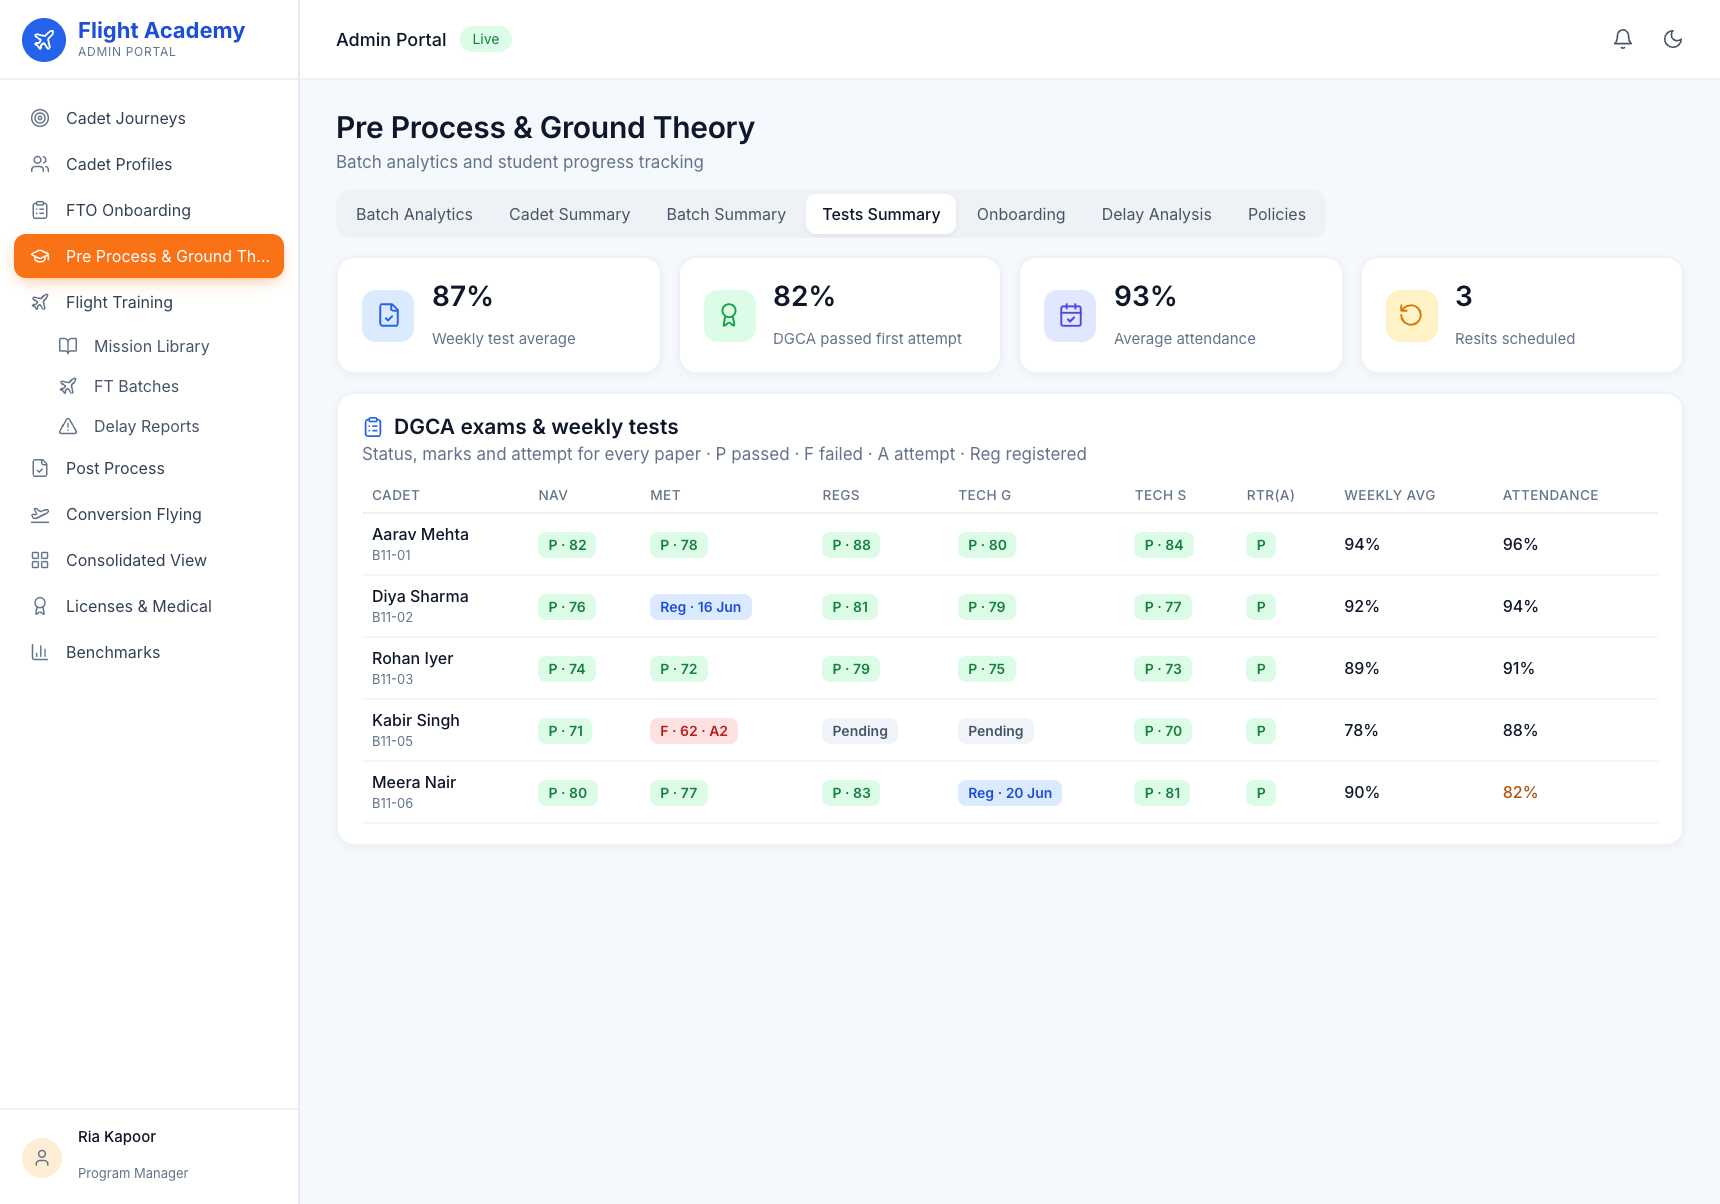 Flight Academy
ADMIN PORTAL
Admin Portal
Live
Cadet Journeys
Cadet Profiles
FTO Onboarding
Pre Process & Ground Th...
Flight Training
Mission Library
FT Batches
Delay Reports
Post Process
Conversion Flying
Consolidated View
Licenses & Medical
Benchmarks
Ria Kapoor
Program Manager
Pre Process & Ground Theory
Batch analytics and student progress tracking
Batch Analytics Cadet Summary Batch Summary Tests Summary Onboarding Delay Analysis Policies
87%
Weekly test average
82%
DGCA passed first attempt
93%
Average attendance
3
Resits scheduled
DGCA exams & weekly tests
Status, marks and attempt for every paper · P passed · F failed · A attempt · Reg registered
CADET NAV MET REGS TECH G TECH S RTR(A) WEEKLY AVG ATTENDANCE
Aarav Mehta
B11-01
P · 82 P · 78 P · 88 P · 80 P · 84 P 94% 96%
Diya Sharma
B11-02
P · 76 Reg · 16 Jun P · 81 P · 79 P · 77 P 92% 94%
Rohan Iyer
B11-03
P · 74 P · 72 P · 79 P · 75 P · 73 P 89% 91%
Kabir Singh
B11-05
P · 71 F · 62 · A2 Pending Pending P · 70 P 78% 88%
Meera Nair
B11-06
P · 80 P · 77 P · 83 Reg · 20 Jun P · 81 P 90% 82%